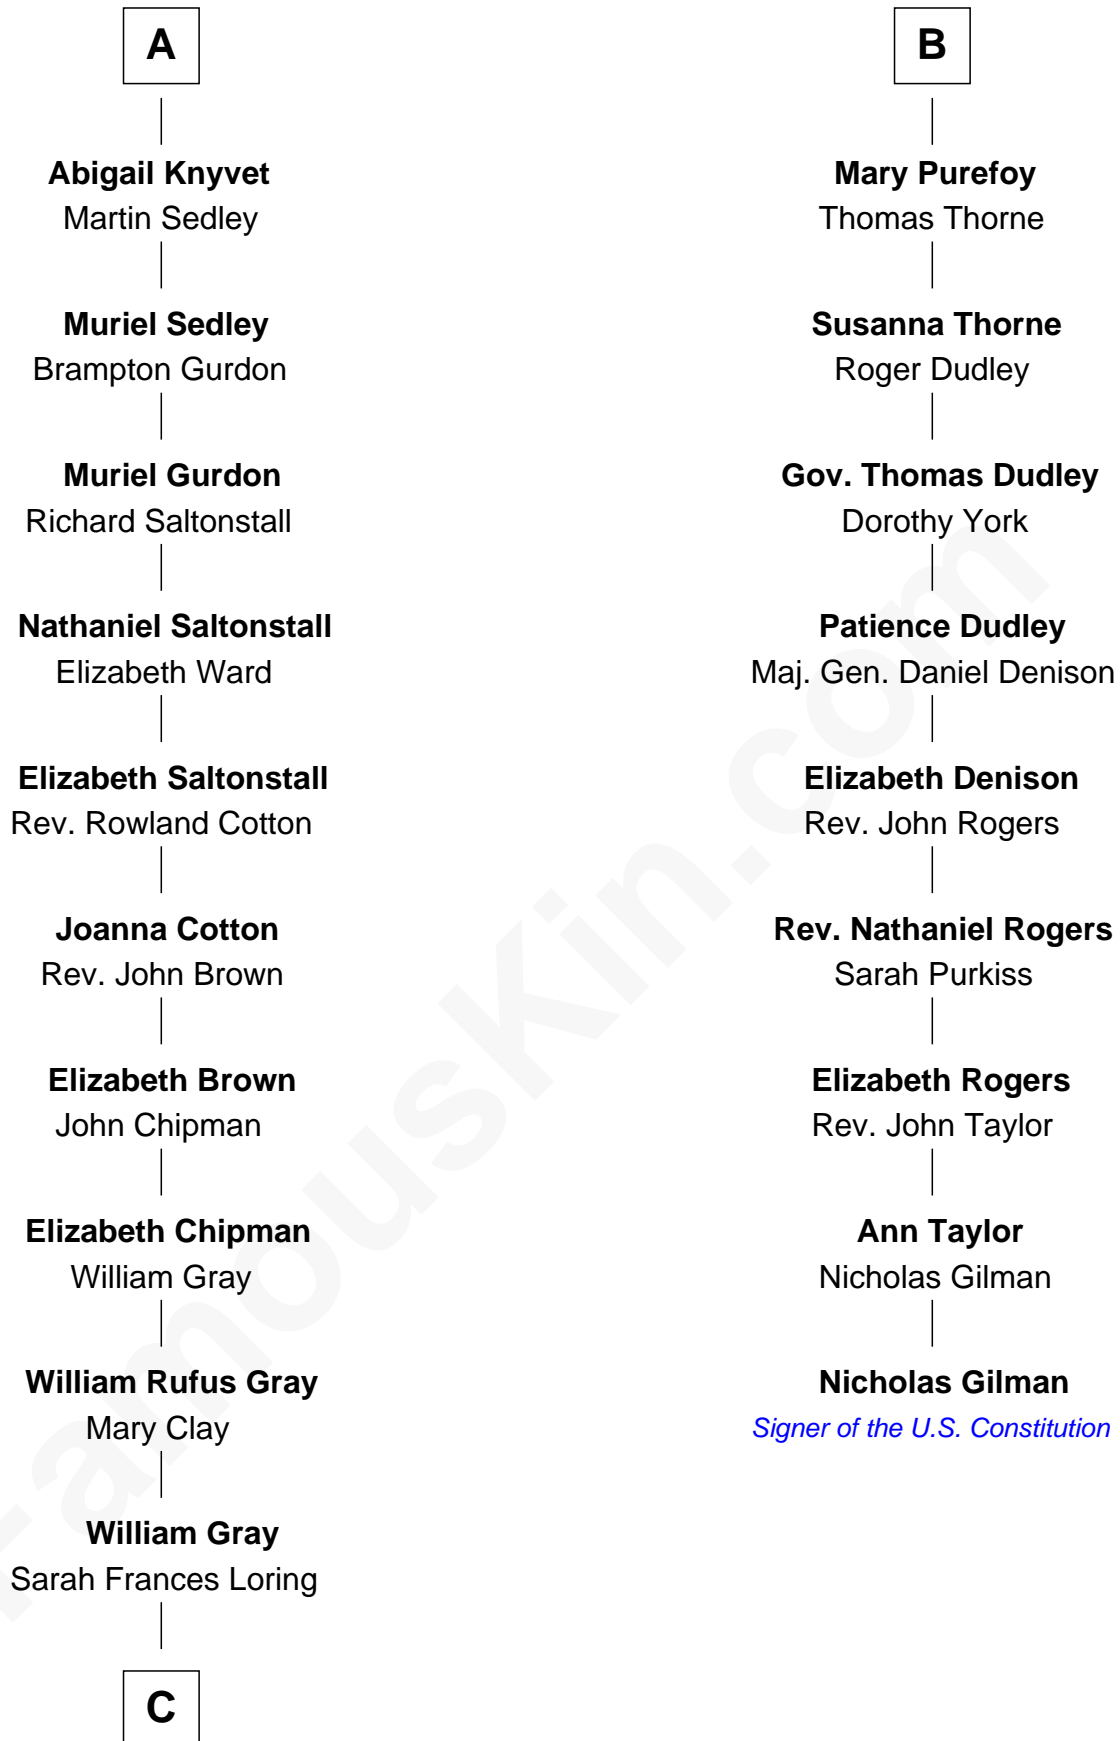 A
Abigail Knyvet
Martin Sedley
Muriel Sedley
Brampton Gurdon
Muriel Gurdon
Richard Saltonstall
Nathaniel Saltonstall
Elizabeth Ward
Elizabeth Saltonstall
Rev. Rowland Cotton
Joanna Cotton
Rev. John Brown
Elizabeth Brown
John Chipman
Elizabeth Chipman
William Gray
William Rufus Gray
Mary Clay
William Gray
Sarah Frances Loring
C
B
Mary Purefoy
Thomas Thorne
Susanna Thorne
Roger Dudley
Gov. Thomas Dudley
Dorothy York
Patience Dudley
Maj. Gen. Daniel Denison
Elizabeth Denison
Rev. John Rogers
Rev. Nathaniel Rogers
Sarah Purkiss
Elizabeth Rogers
Rev. John Taylor
Ann Taylor
Nicholas Gilman
Nicholas Gilman
Signer of the U.S. Constitution
FamousKin.com